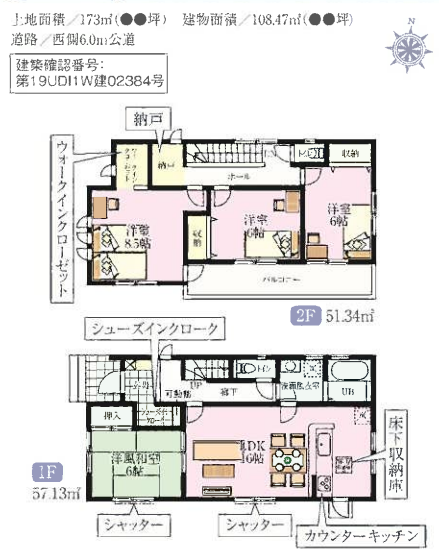 土地面積／173㎡（●●坪） 建物面積／108.47㎡（●●坪）
道路／西側6.0m公道
建築確認番号：
第19UDI1W建02384号
N
納戸
ウォークインクローゼット
納戸
ホール
収納
洋室
8.5帖
収納
洋室
6帖
洋室
6帖
バルコニー
2F 51.34㎡
シューズインクローク
可動棚
UP
廊下
トイレ
洗面脱衣室
UB
押入
洋風和室
6帖
LDK
16帖
床下収納庫
1F
57.13㎡
シャッター
シャッター
カウンターキッチン